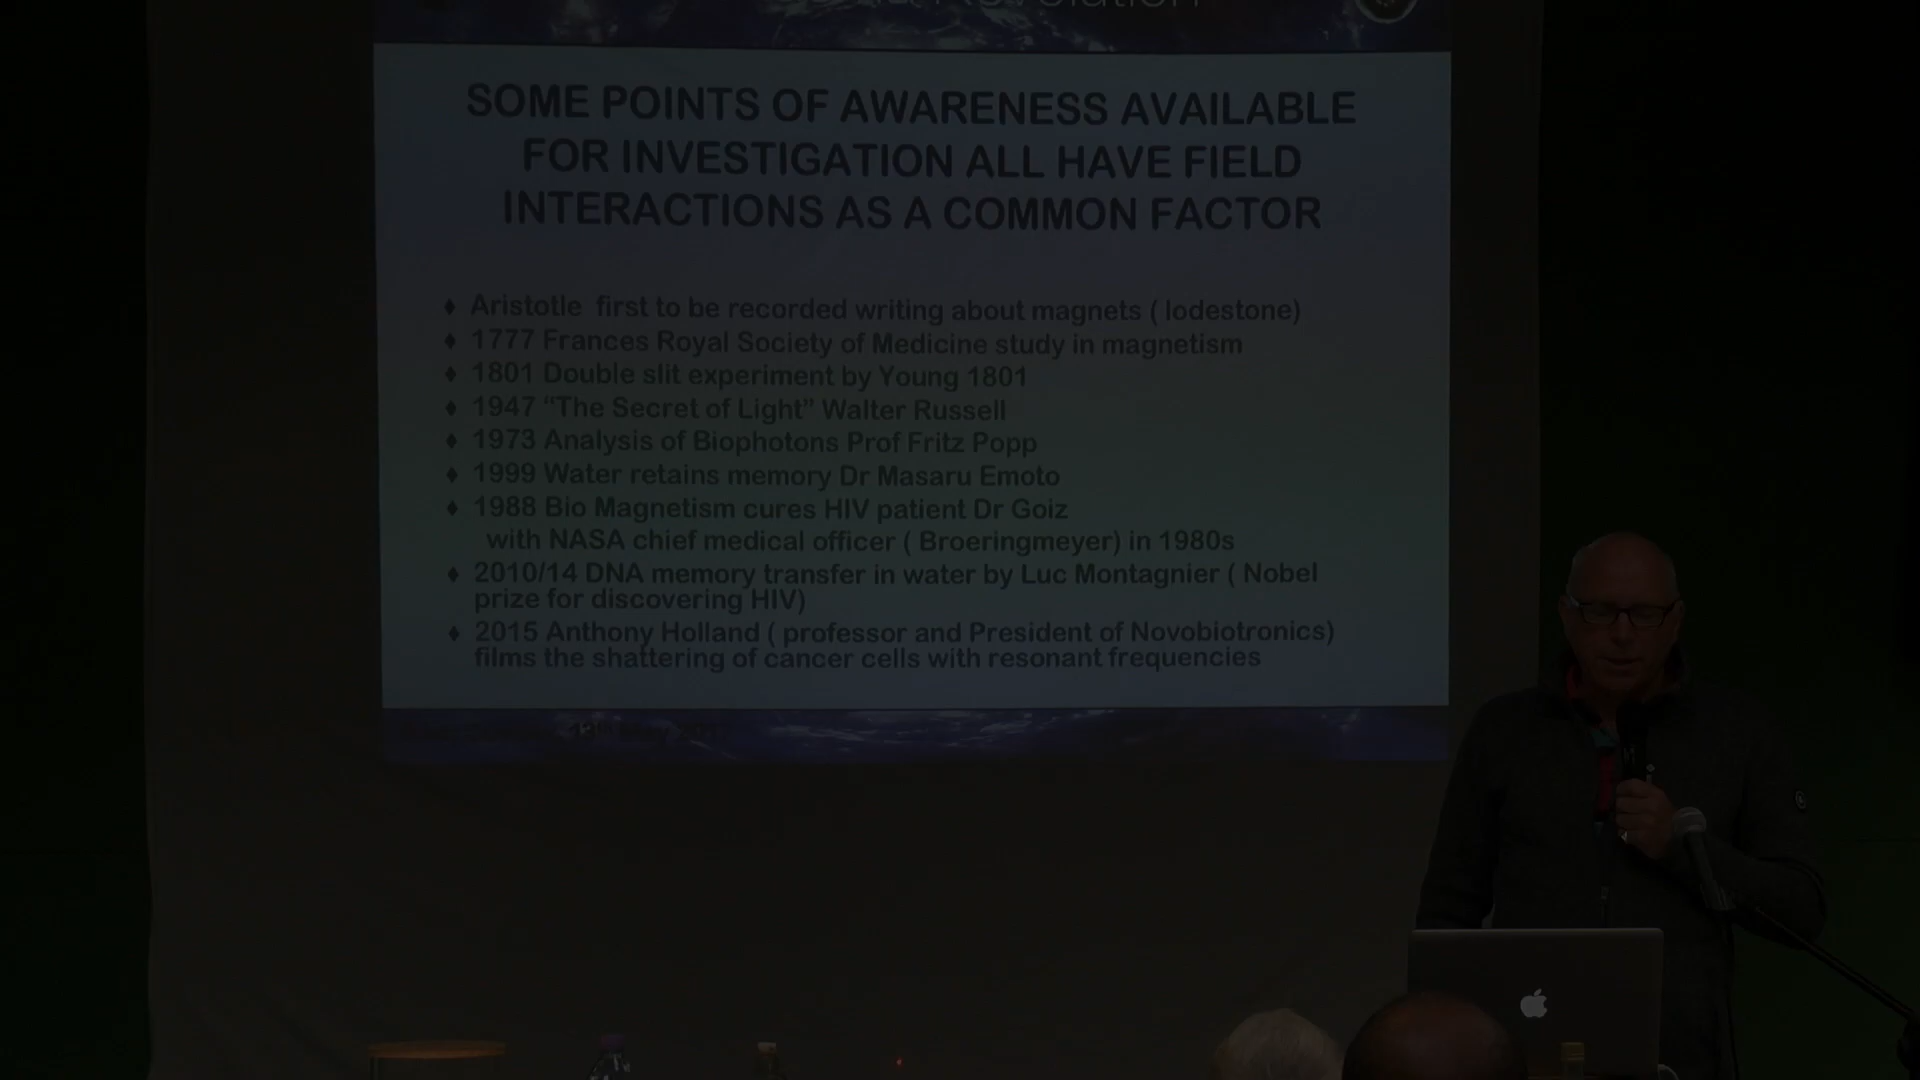 Revolution
SOME POINTS OF AWARENESS AVAILABLE
FOR INVESTIGATION ALL HAVE FIELD
INTERACTIONS AS A COMMON FACTOR
♦ Aristotle first to be recorded writing about magnets ( lodestone)
♦ 1777 Frances Royal Society of Medicine study in magnetism
♦ 1801 Double slit experiment by Young 1801
♦ 1947 “The Secret of Light” Walter Russell
♦ 1973 Analysis of Biophotons Prof Fritz Popp
♦ 1999 Water retains memory Dr Masaru Emoto
♦ 1988 Bio Magnetism cures HIV patient Dr Goiz
with NASA chief medical officer ( Broeringmeyer) in 1980s
♦ 2010/14 DNA memory transfer in water by Luc Montagnier ( Nobel
prize for discovering HIV)
♦ 2015 Anthony Holland ( professor and President of Novobiotronics)
films the shattering of cancer cells with resonant frequencies